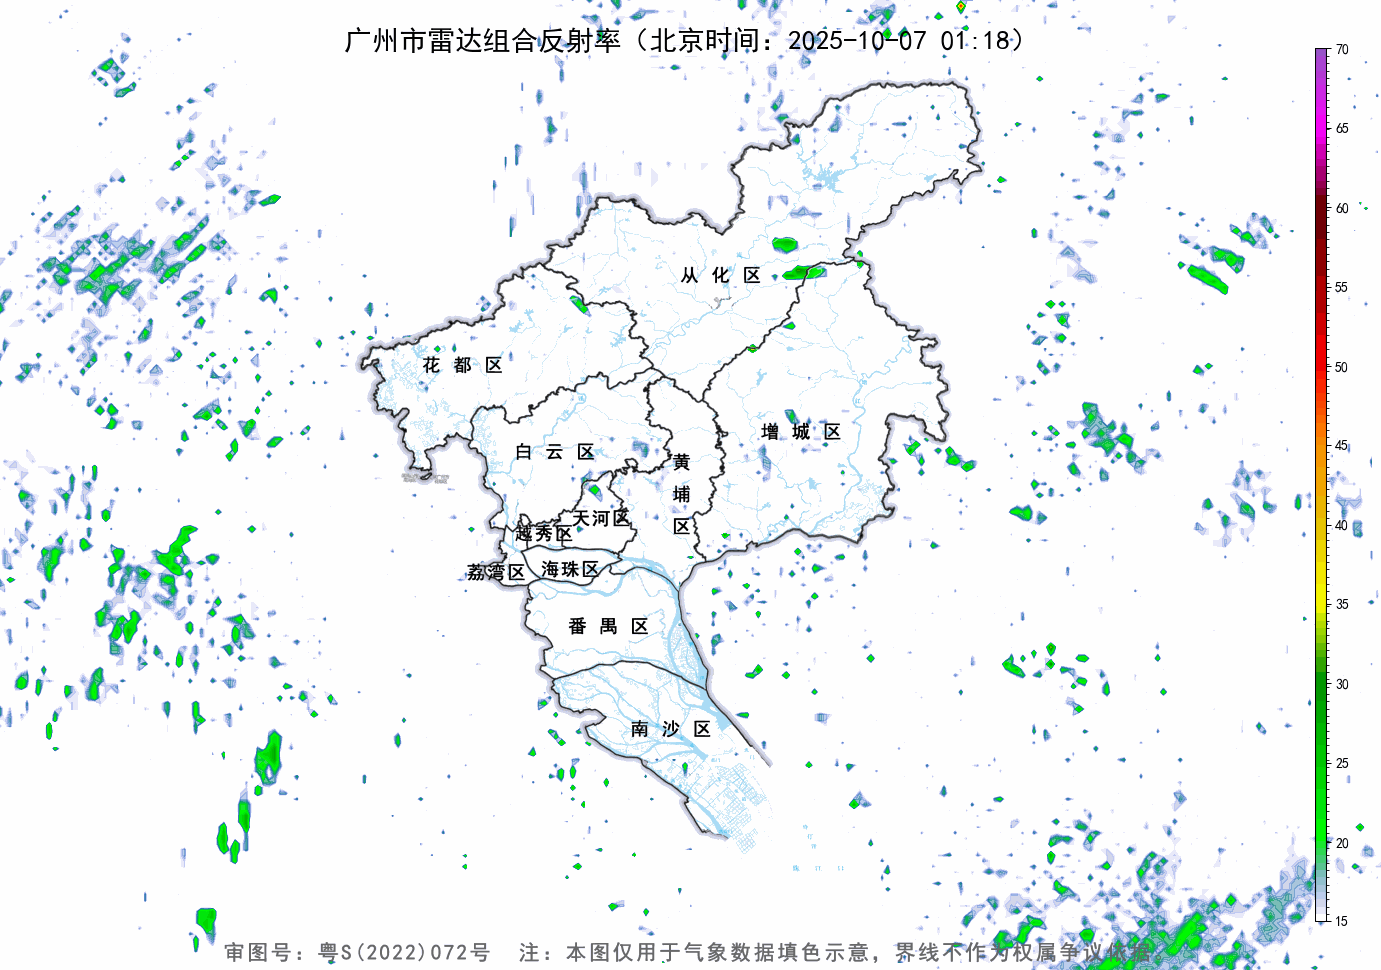 广州市雷达组合反射率（北京时间：2025-10-07 01:18）
70
65
60
55
50
45
40
35
30
25
20
15
从化区
花都区
增城区
白云区
黄埔区
天河区
越秀区
荔湾区
海珠区
番禺区
南沙区
审图号：粤S(2022)072号 注：本图仅用于气象数据填色示意，界线不作为权属争议依据。